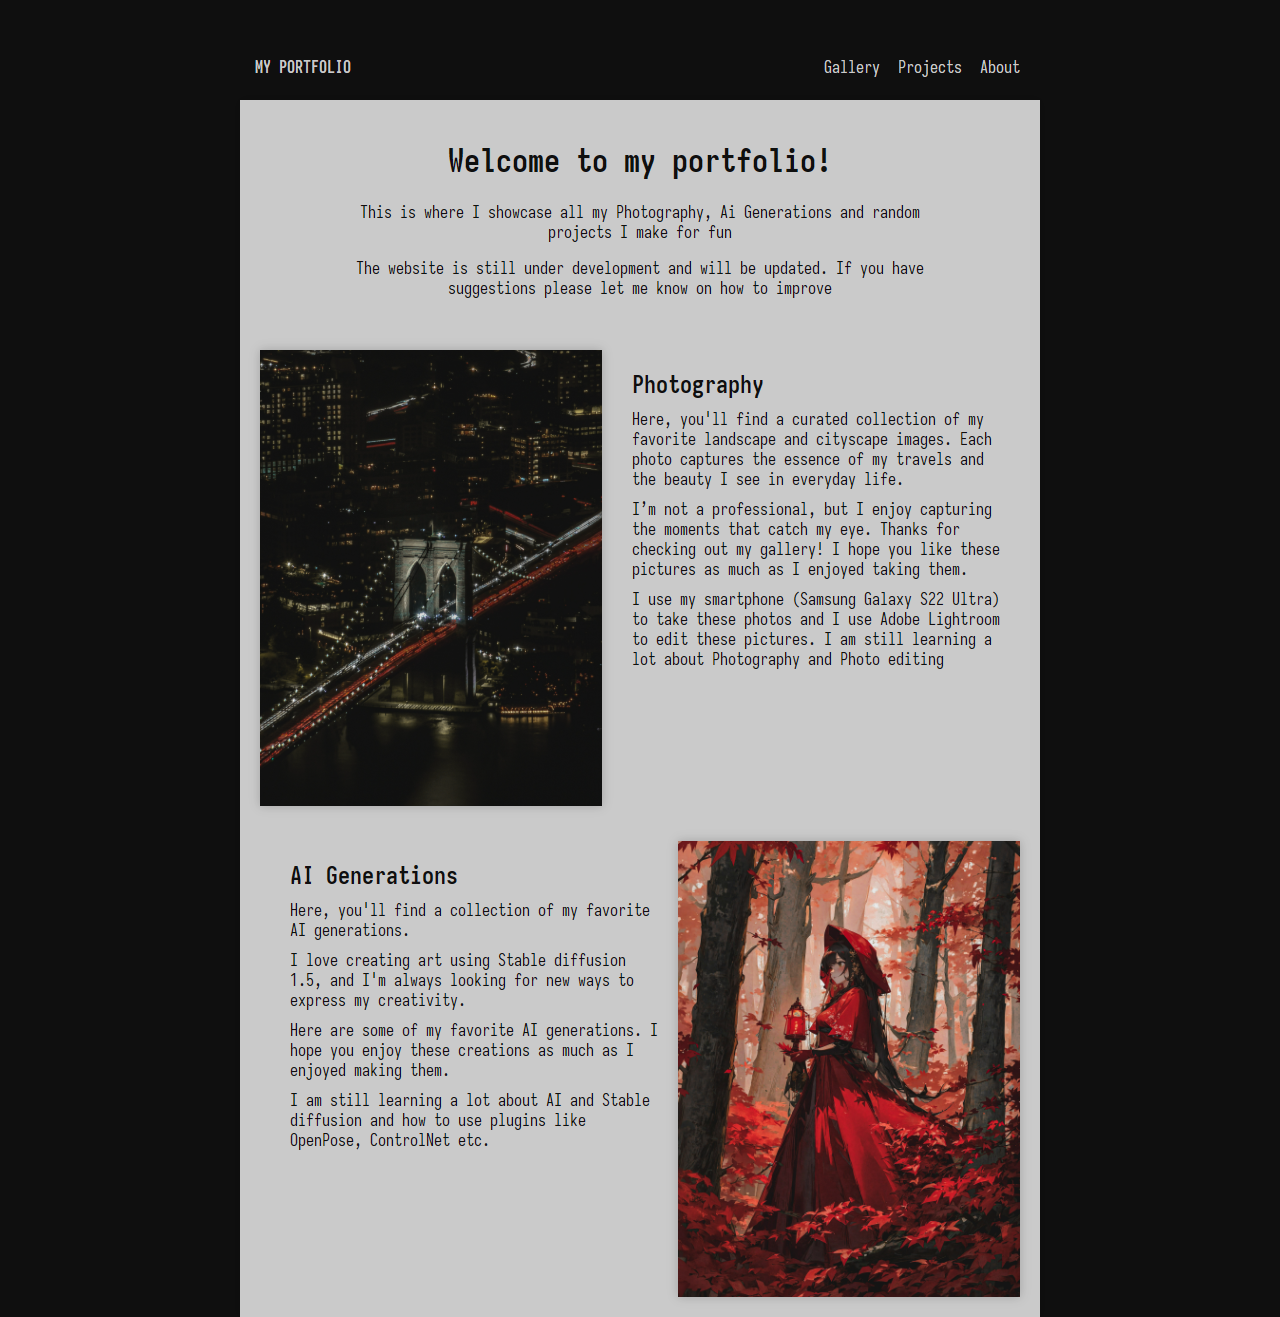 MY PORTFOLIO
Gallery Projects About
Welcome to my portfolio!
This is where I showcase all my Photography, Ai Generations and random
projects I make for fun
The website is still under development and will be updated. If you have
suggestions please let me know on how to improve
Photography
Here, you'll find a curated collection of my
favorite landscape and cityscape images. Each
photo captures the essence of my travels and
the beauty I see in everyday life.
I’m not a professional, but I enjoy capturing
the moments that catch my eye. Thanks for
checking out my gallery! I hope you like these
pictures as much as I enjoyed taking them.
I use my smartphone (Samsung Galaxy S22 Ultra)
to take these photos and I use Adobe Lightroom
to edit these pictures. I am still learning a
lot about Photography and Photo editing
AI Generations
Here, you'll find a collection of my favorite
AI generations.
I love creating art using Stable diffusion
1.5, and I'm always looking for new ways to
express my creativity.
Here are some of my favorite AI generations. I
hope you enjoy these creations as much as I
enjoyed making them.
I am still learning a lot about AI and Stable
diffusion and how to use plugins like
OpenPose, ControlNet etc.